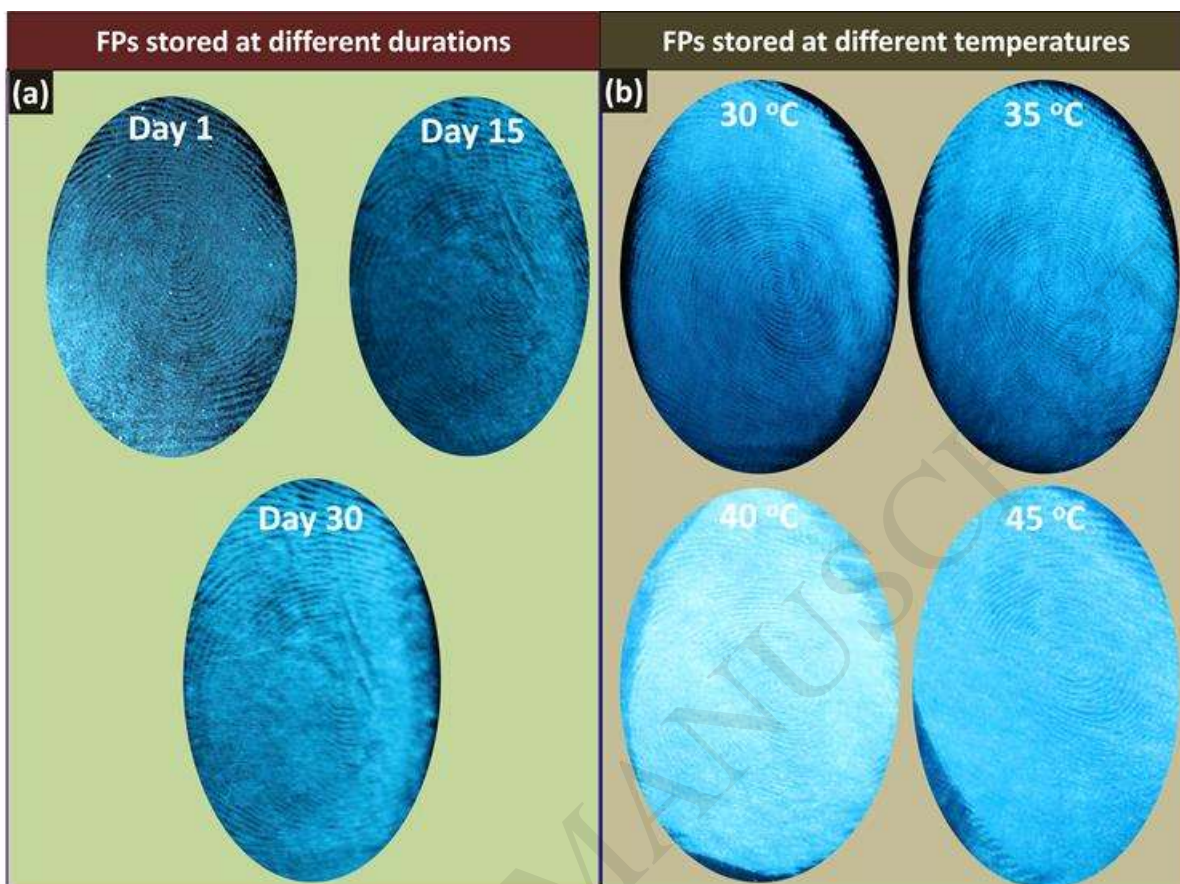 FPs stored at different durations
FPs stored at different temperatures
(a)
Day 1
Day 15
Day 30
(b)
30 °C
35 °C
40 °C
45 °C
MANUSCRIPT